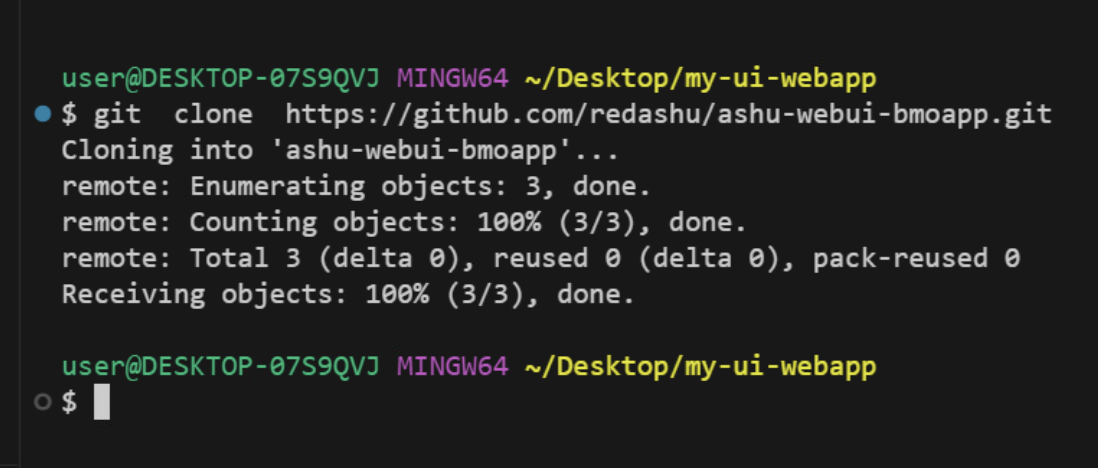 user@DESKTOP-07S9QVJ MINGW64 ~/Desktop/my-ui-webapp
$ git  clone  https://github.com/redashu/ashu-webui-bmoapp.git
Cloning into 'ashu-webui-bmoapp'...
remote: Enumerating objects: 3, done.
remote: Counting objects: 100% (3/3), done.
remote: Total 3 (delta 0), reused 0 (delta 0), pack-reused 0
Receiving objects: 100% (3/3), done.
user@DESKTOP-07S9QVJ MINGW64 ~/Desktop/my-ui-webapp
$